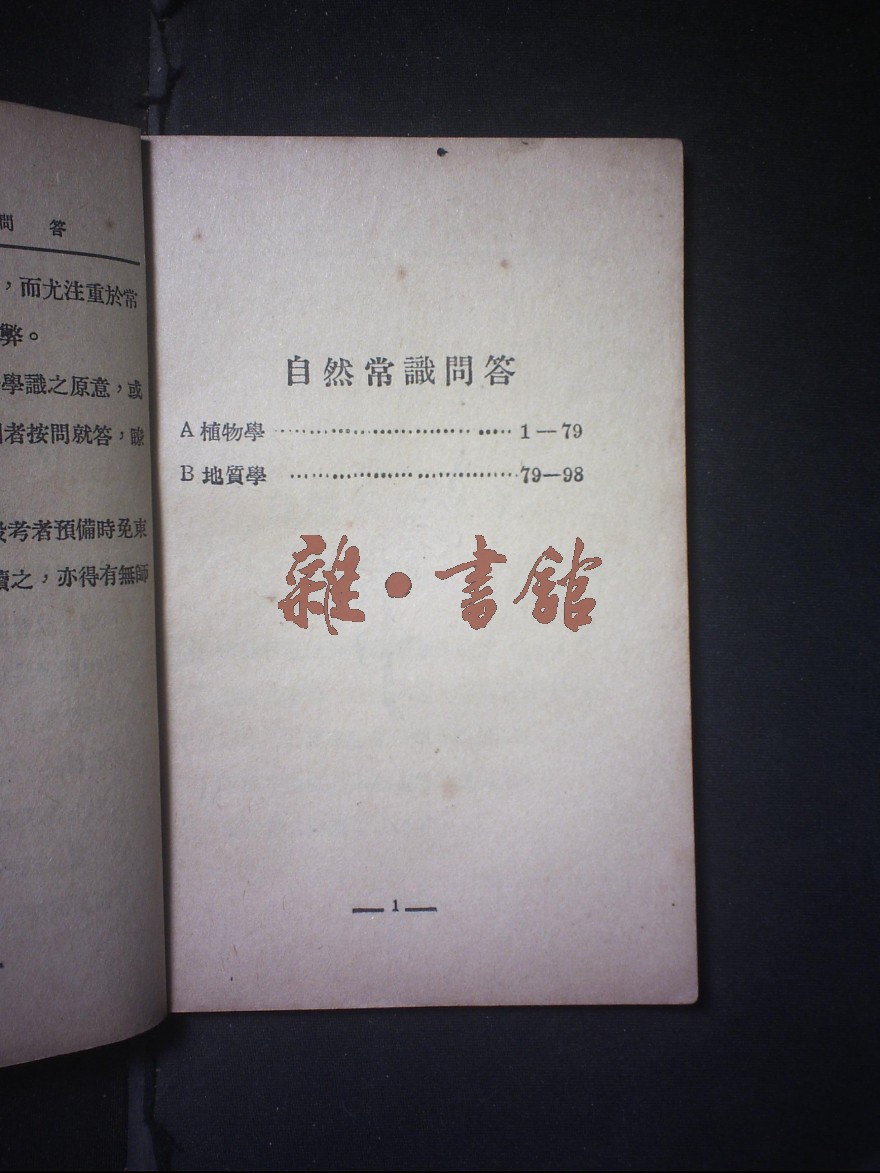 問答
，而尤注重於常
弊。
學識之原意，或
者按問就答，瞭
考者預備時免東
之，亦得有無師
自然常識問答
A 植物學 ……………………………… 1—79
B 地質學 ………………………………79—98
雜•書館
— 1 —